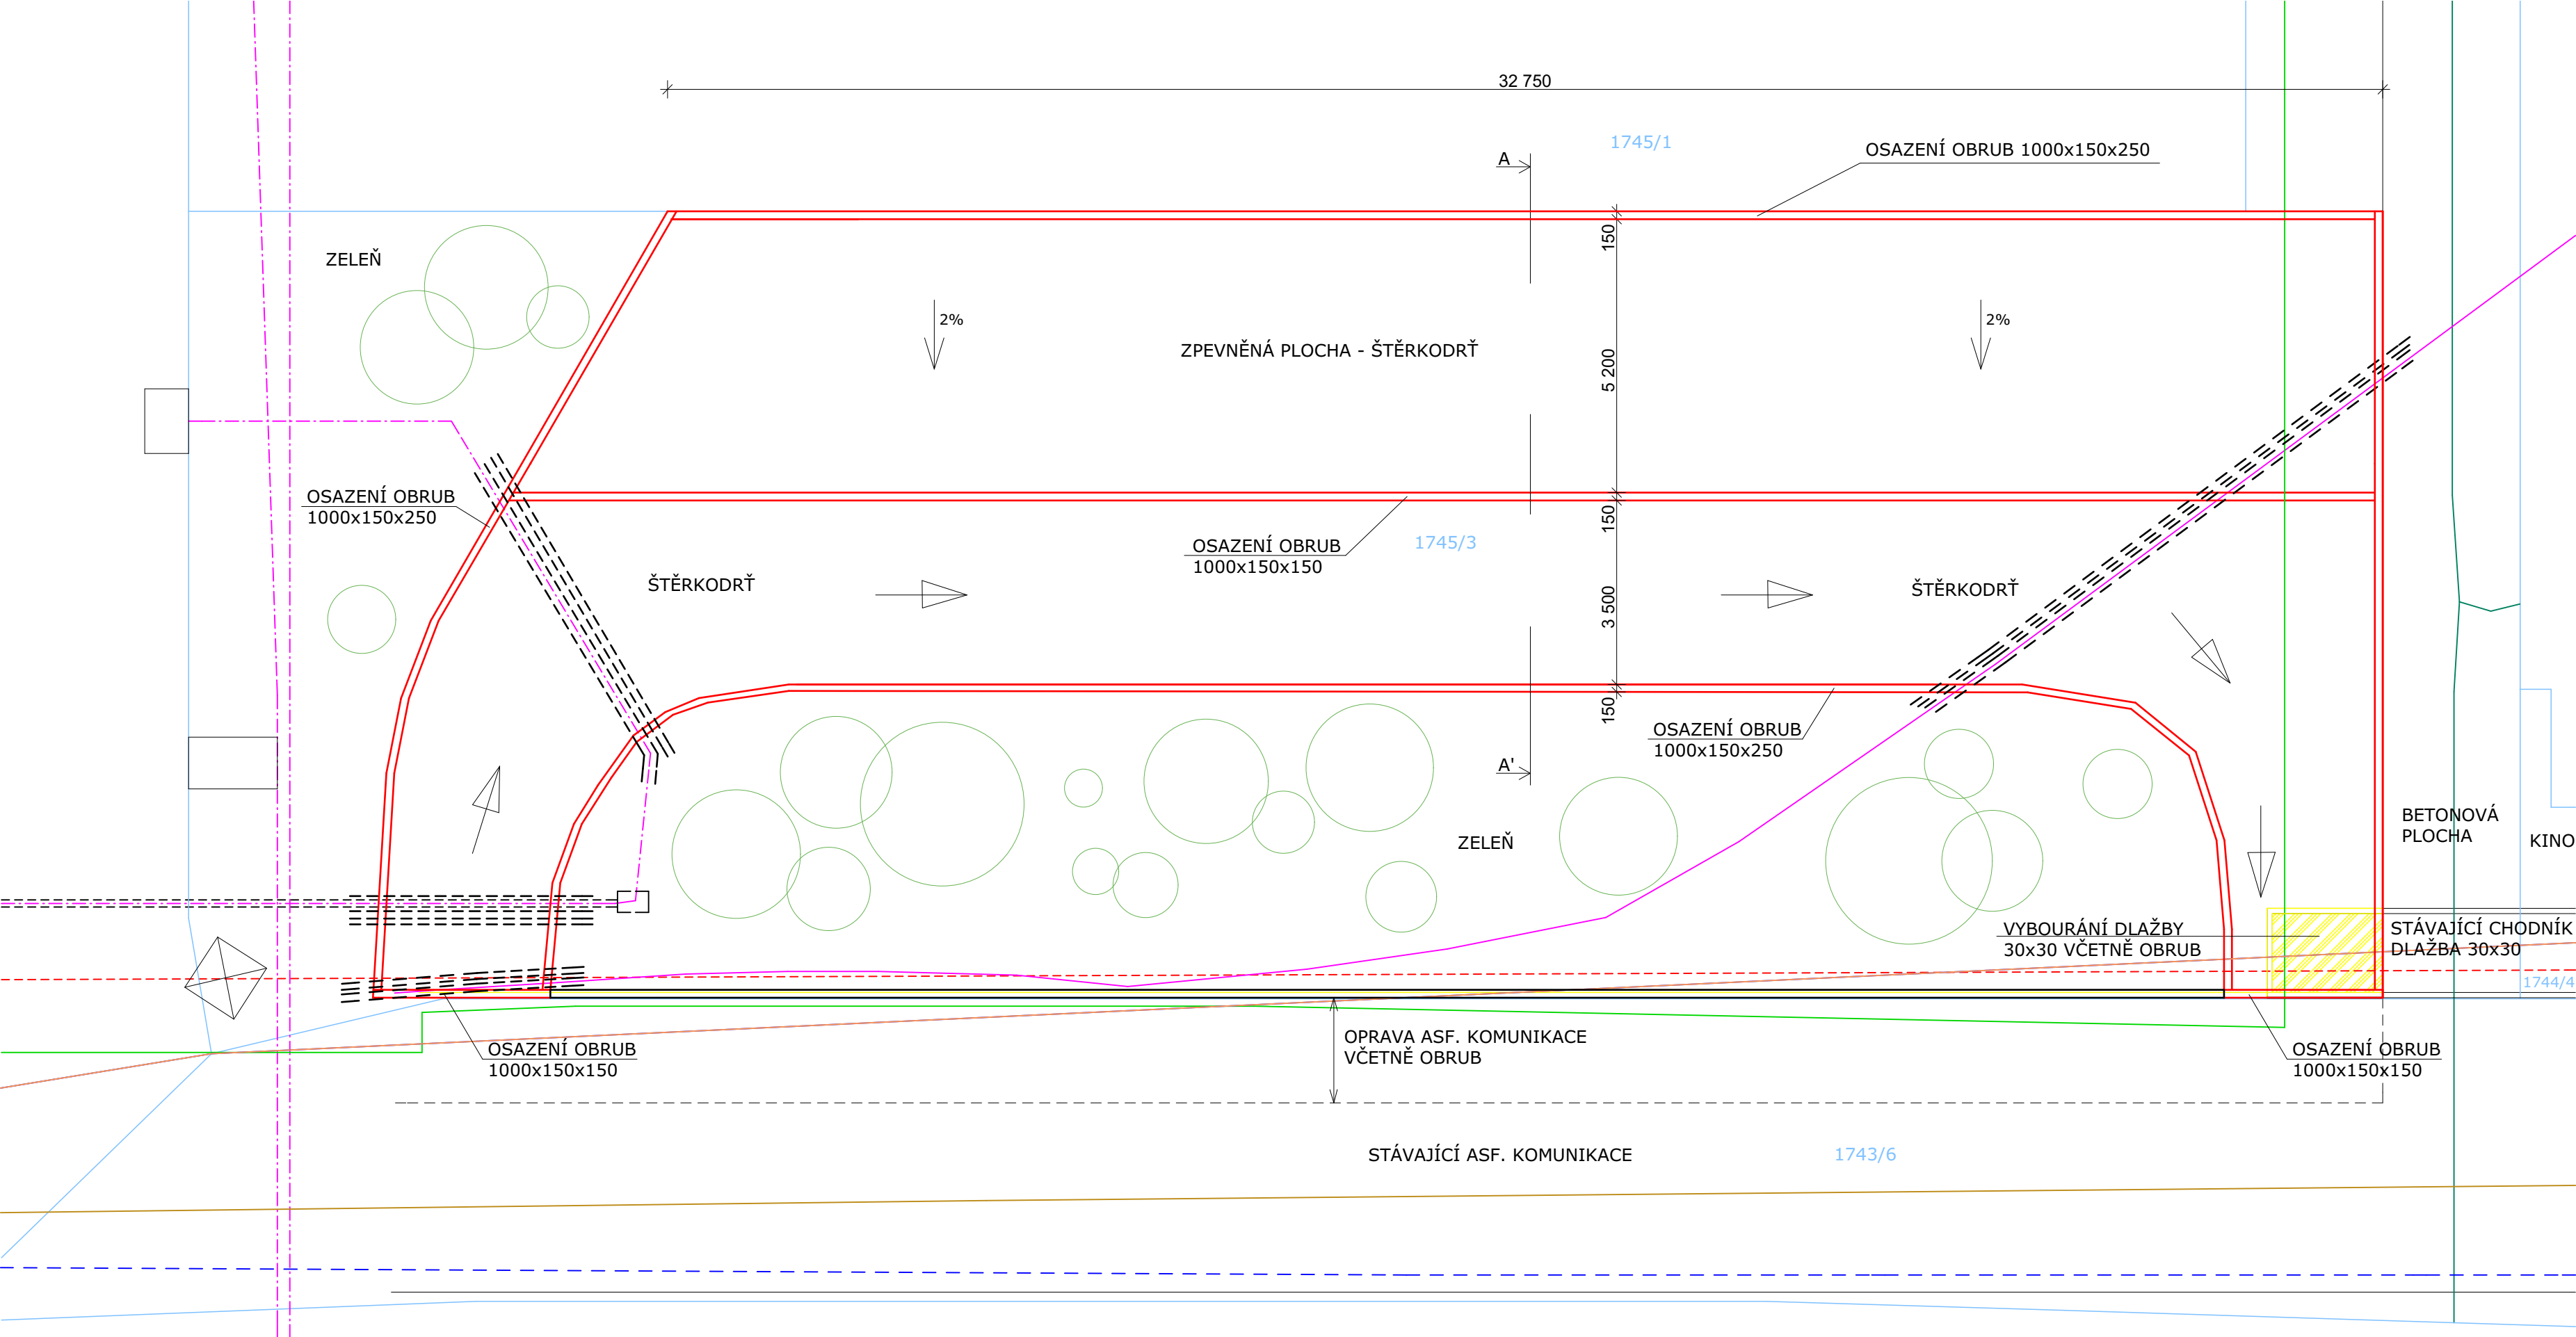 32 750
1745/1
A
OSAZENÍ OBRUB 1000x150x250
150
ZELEŇ
2%
2%
ZPEVNĚNÁ PLOCHA - ŠTĚRKODRŤ
5 200
OSAZENÍ OBRUB
1000x150x250
150
OSAZENÍ OBRUB
1000x150x150
1745/3
ŠTĚRKODRŤ
ŠTĚRKODRŤ
3 500
150
OSAZENÍ OBRUB
1000x150x250
A'
ZELEŇ
BETONOVÁ
PLOCHA
KINO
VYBOURÁNÍ DLAŽBY
30x30 VČETNĚ OBRUB
STÁVAJÍCÍ CHODNÍK
DLAŽBA 30x30
1744/4
OPRAVA ASF. KOMUNIKACE
VČETNĚ OBRUB
OSAZENÍ OBRUB
1000x150x150
OSAZENÍ OBRUB
1000x150x150
STÁVAJÍCÍ ASF. KOMUNIKACE
1743/6